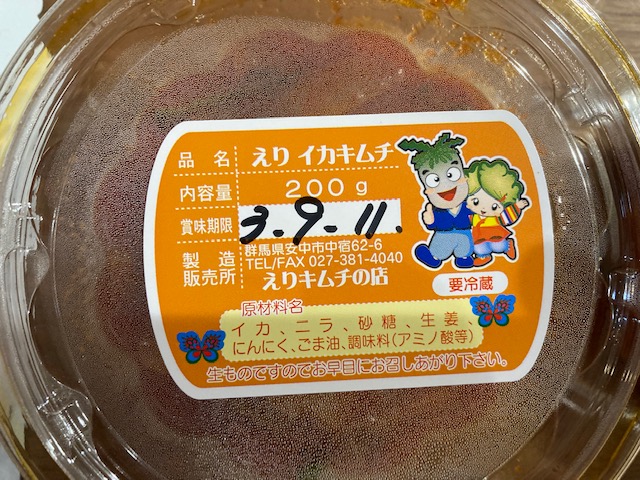 品名 えり イカキムチ
内容量 200g
賞味期限 3-9-11.
製造
販売所
群馬県安中市中宿62-6
TEL/FAX 027-381-4040
えりキムチの店
要冷蔵
原材料名
イカ、ニラ、砂糖、生姜、
にんにく、ごま油、調味料(アミノ酸等)
生ものですのでお早目にお召しあがり下さい。